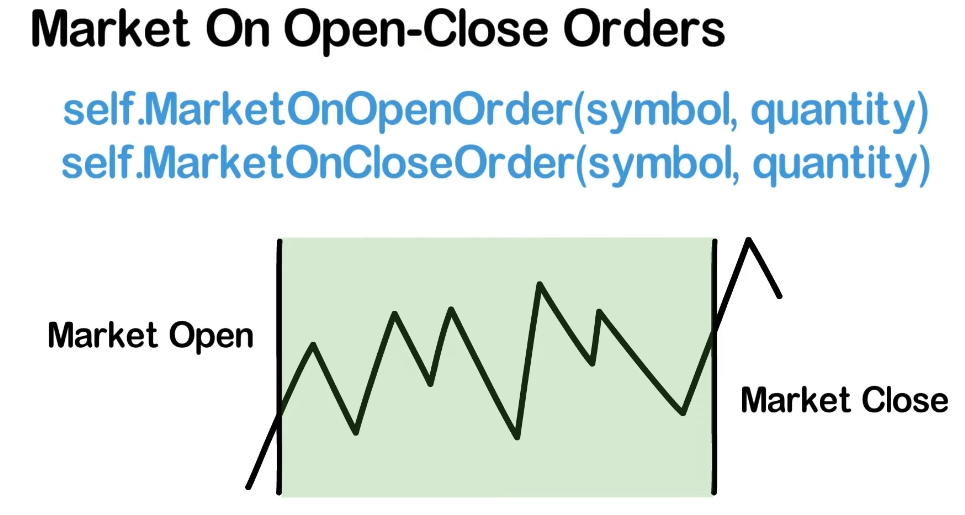 Market On Open-Close Orders
self.MarketOnOpenOrder(symbol, quantity)
self.MarketOnCloseOrder(symbol, quantity)
Market Open
Market Close